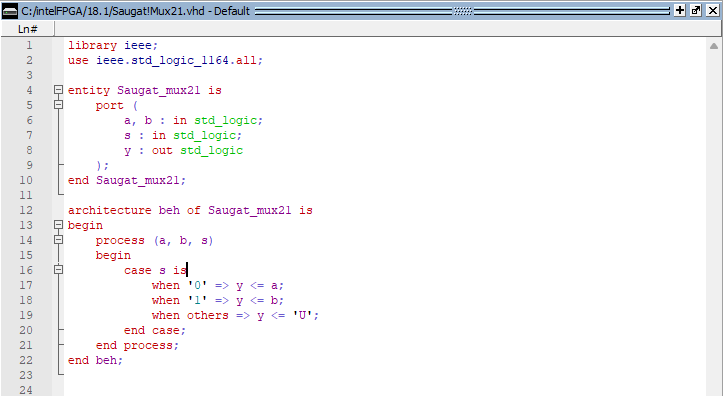 C:/intelFPGA/18.1/Saugat!Mux21.vhd - Default
Ln#
1 library ieee;
2 use ieee.std_logic_1164.all;
3
4 entity Saugat_mux21 is
5 port (
6 a, b : in std_logic;
7 s : in std_logic;
8 y : out std_logic
9 );
10 end Saugat_mux21;
11
12 architecture beh of Saugat_mux21 is
13 begin
14 process (a, b, s)
15 begin
16 case s is
17 when '0' => y <= a;
18 when '1' => y <= b;
19 when others => y <= 'U';
20 end case;
21 end process;
22 end beh;
23
24